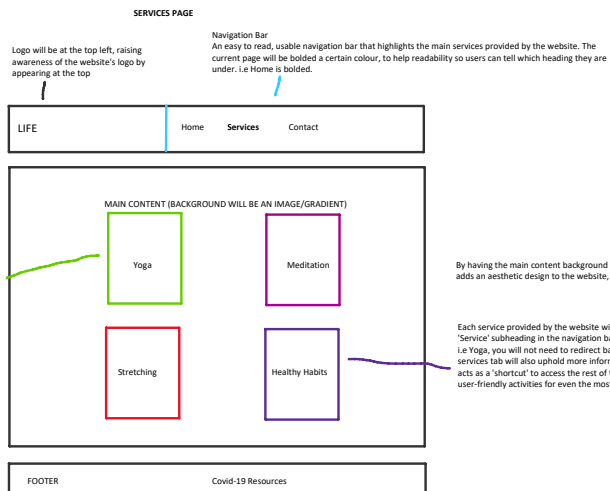 SERVICES PAGE
Navigation Bar
An easy to read, usable navigation bar that highlights the main services provided by the website. The
current page will be bolded a certain colour, to help readability so users can tell which heading they are
under. i.e Home is bolded.
Logo will be at the top left, raising
awareness of the website's logo by
appearing at the top
LIFE
Home Services Contact
MAIN CONTENT (BACKGROUND WILL BE AN IMAGE/GRADIENT)
Yoga
Meditation
Stretching
Healthy Habits
By having the main content background
adds an aesthetic design to the website,
Each service provided by the website wi
'Service' subheading in the navigation ba
i.e Yoga, you will not need to redirect ba
services tab will also uphold more inforn
acts as a 'shortcut' to access the rest of t
user-friendly activities for even the mos
FOOTER
Covid-19 Resources